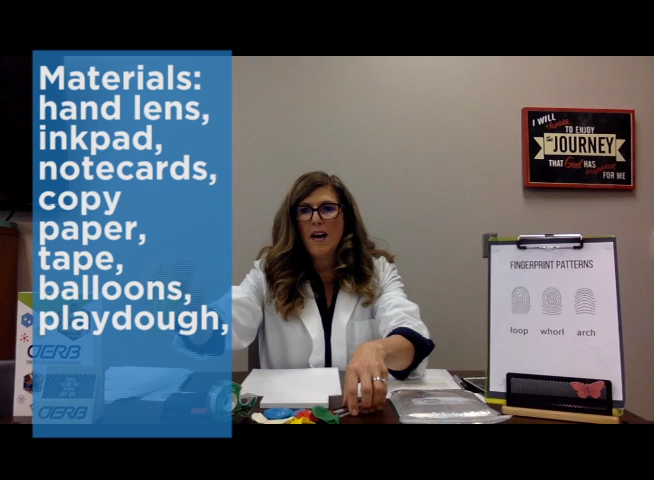 Materials:
hand lens,
inkpad,
notecards,
copy
paper,
tape,
balloons,
playdough,
I WILL
TO ENJOY
JOURNEY
THAT God HAS
FOR ME
FINGERPRINT PATTERNS
loop whorl arch
OERB
OERB